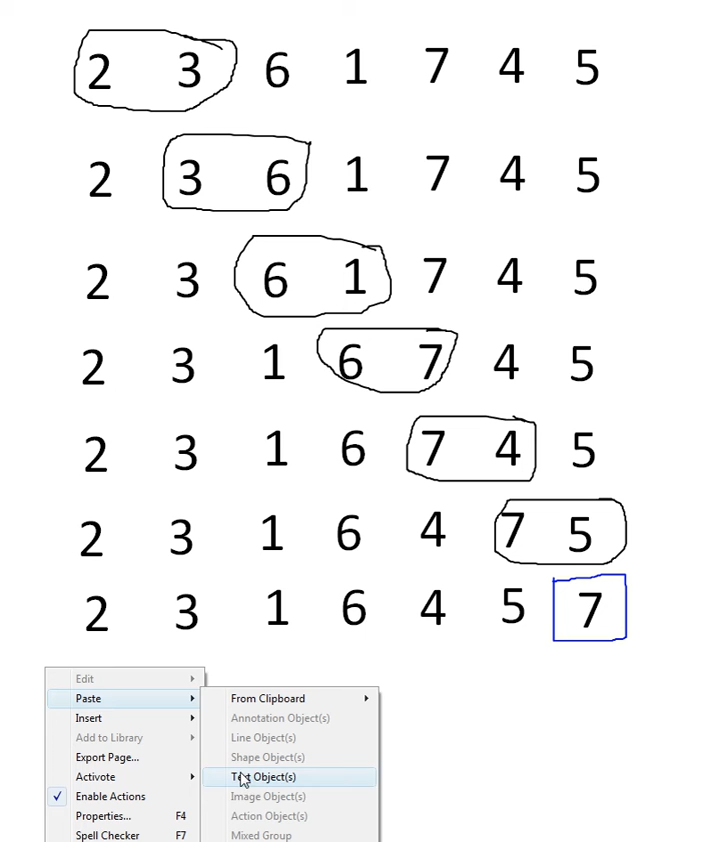 2 3 6 1 7 4 5
2 3 6 1 7 4 5
2 3 6 1 7 4 5
2 3 1 6 7 4 5
2 3 1 6 7 4 5
2 3 1 6 4 7 5
2 3 1 6 4 5 7
Edit
Paste
Insert
Add to Library
Export Page...
Activote
Enable Actions
Properties... F4
Spell Checker F7
From Clipboard
Annotation Object(s)
Line Object(s)
Shape Object(s)
Text Object(s)
Image Object(s)
Action Object(s)
Mixed Group